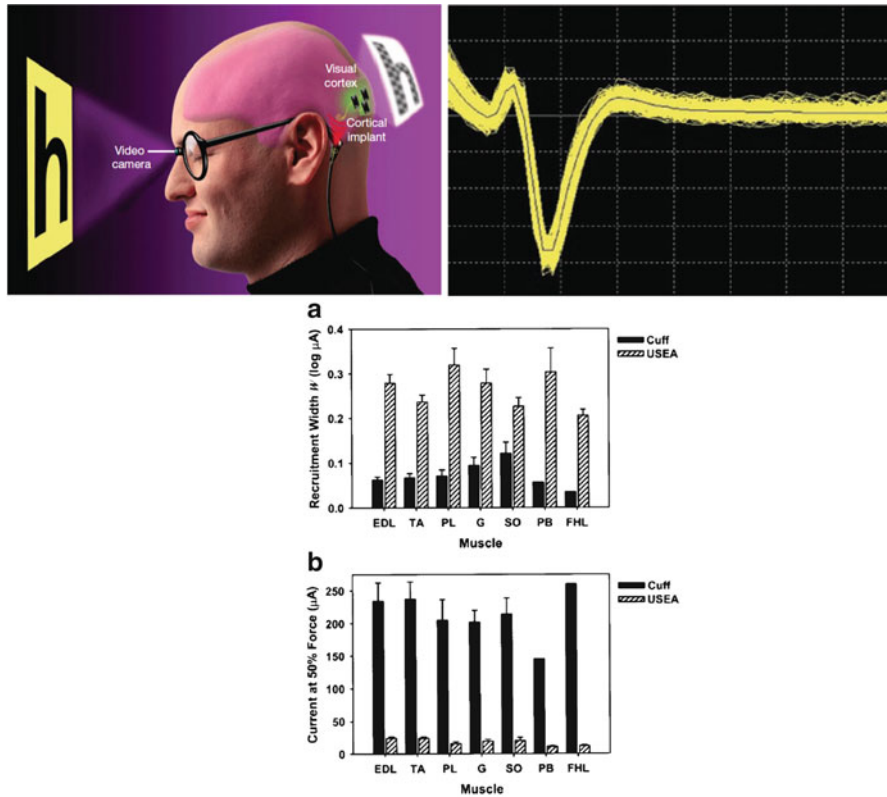 h
h
Visual
cortex
Cortical
implant
Video
camera
a
Recruitment Width W (log µA)
0.4
0.3
0.2
0.1
0.0
Cuff
USEA
EDL TA PL G SO PB FHL
Muscle
b
Current at 50% Force (µA)
250
200
150
100
50
0
Cuff
USEA
EDL TA PL G SO PB FHL
Muscle